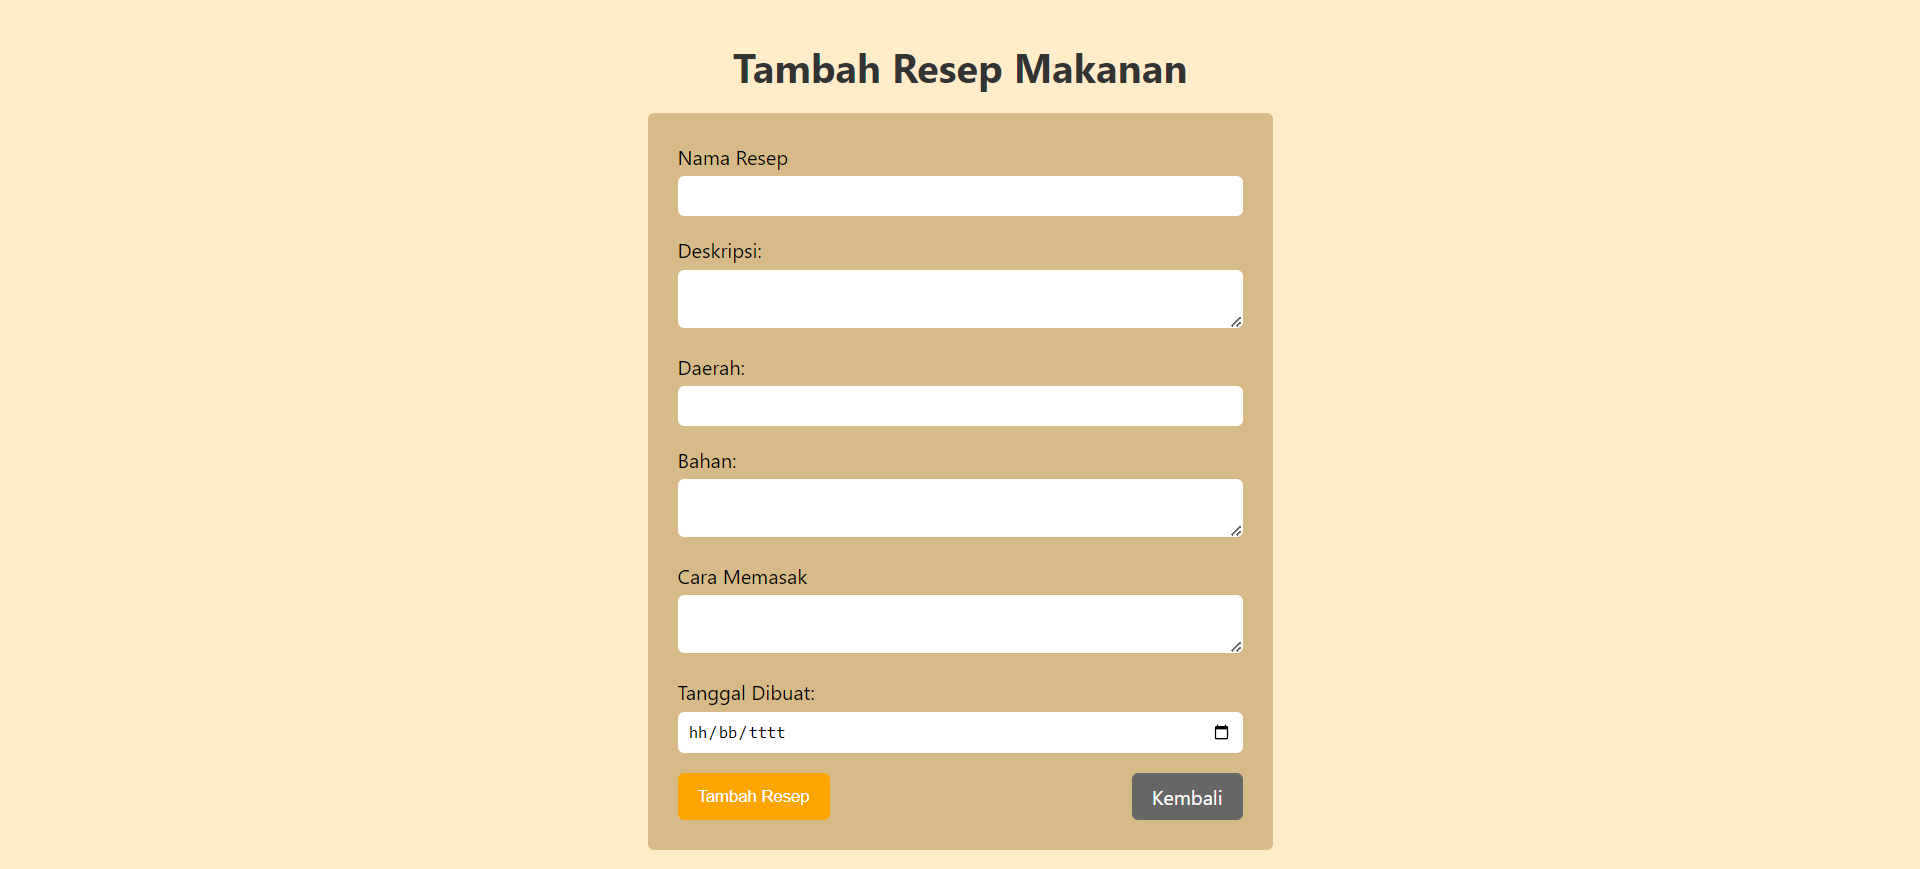 Tambah Resep Makanan
Nama Resep
Deskripsi:
Daerah:
Bahan:
Cara Memasak
Tanggal Dibuat:
hh/bb/tttt
Tambah Resep
Kembali